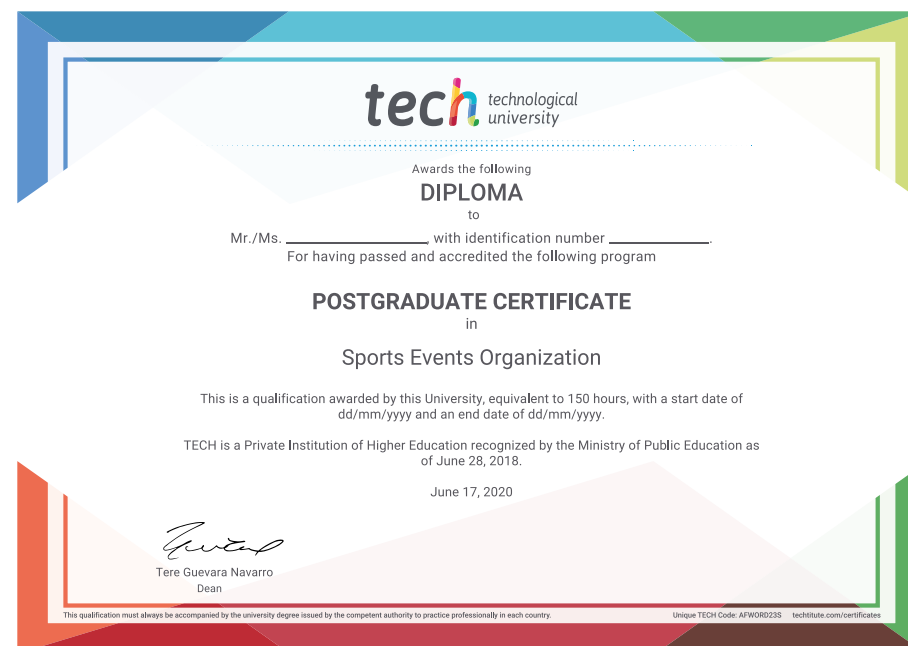 tech technological
university
Awards the following
DIPLOMA
to
Mr./Ms. ____________________, with identification number ______________.
For having passed and accredited the following program
POSTGRADUATE CERTIFICATE
in
Sports Events Organization
This is a qualification awarded by this University, equivalent to 150 hours, with a start date of
dd/mm/yyyy and an end date of dd/mm/yyyy.
TECH is a Private Institution of Higher Education recognized by the Ministry of Public Education as
of June 28, 2018.
June 17, 2020
Tere Guevara Navarro
Dean
This qualification must always be accompanied by the university degree issued by the competent authority to practice professionally in each country. Unique TECH Code: AFWORD23S techtitute.com/certificates